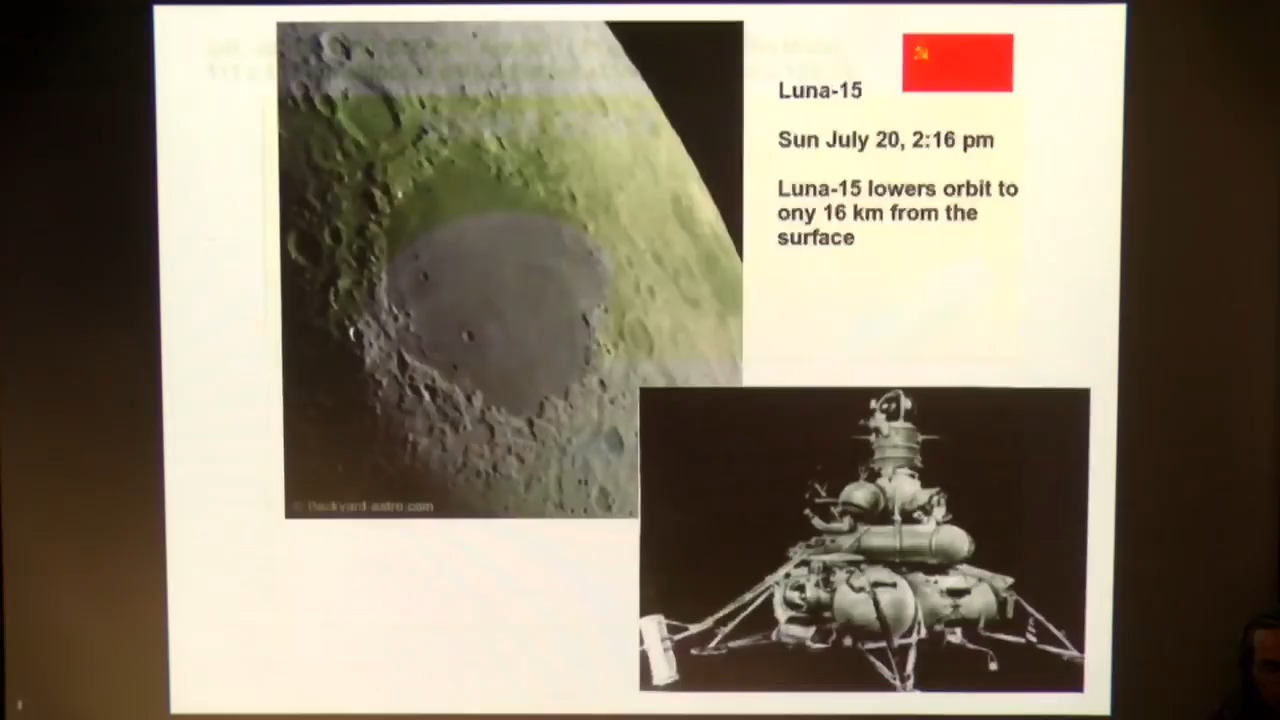 Luna-15
Sun July 20, 2:16 pm
Luna-15 lowers orbit to
ony 16 km from the
surface
© Backyard-astro.com